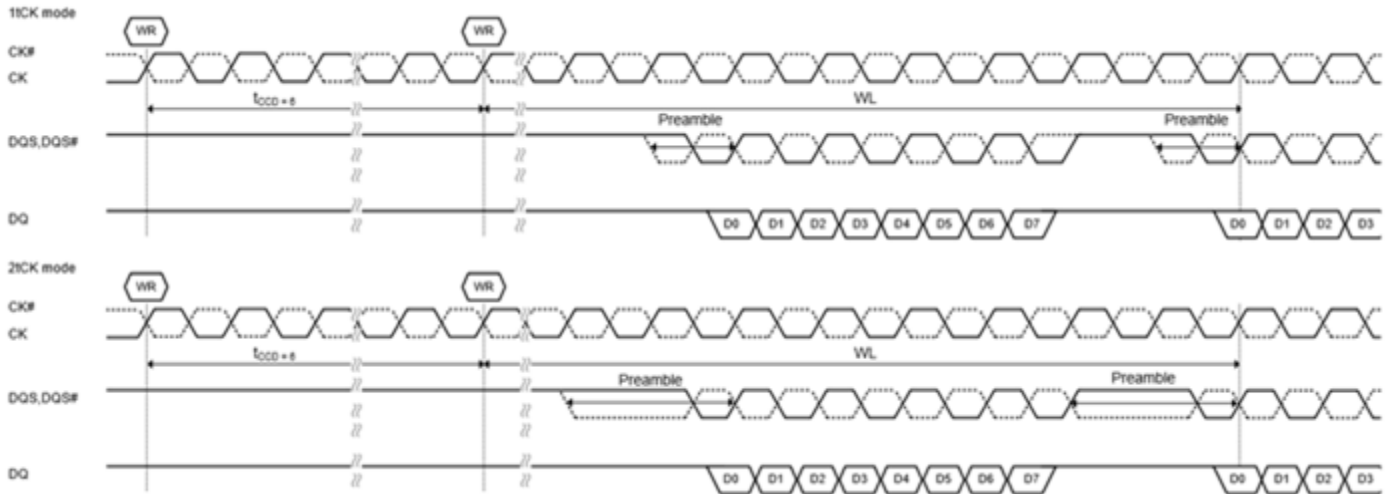 1tCK mode
WR WR
CK#
CK
tCCD = 6 WL
Preamble Preamble
DQS,DQS#
DQ D0 D1 D2 D3 D4 D5 D6 D7 D0 D1 D2 D3
2tCK mode
WR WR
CK#
CK
tCCD = 6 WL
Preamble Preamble
DQS,DQS#
DQ D0 D1 D2 D3 D4 D5 D6 D7 D0 D1 D2 D3